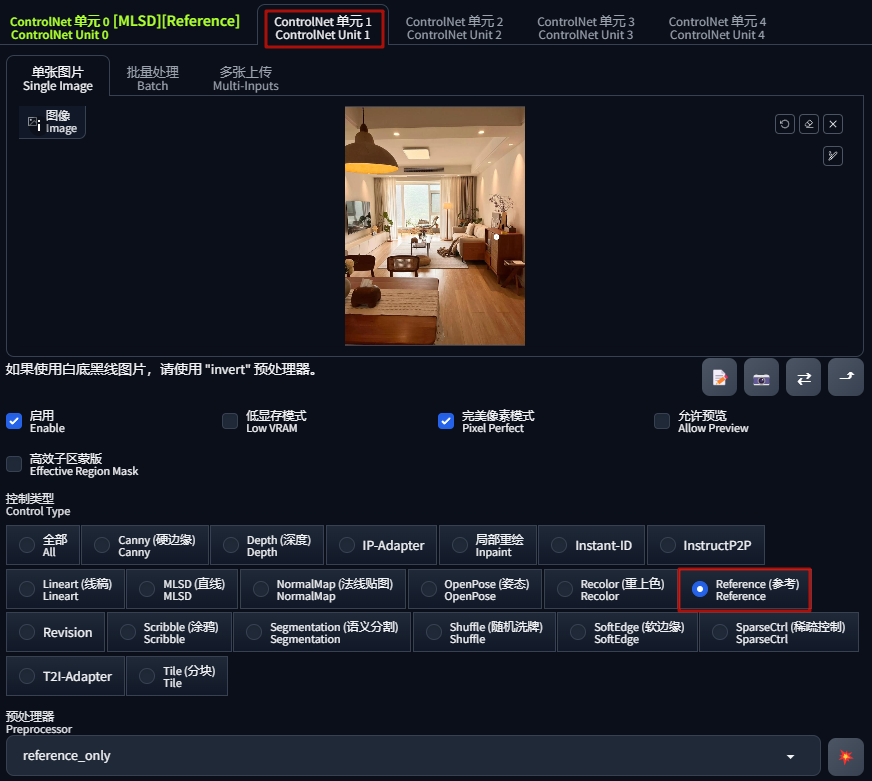 ControlNet 单元 0 [MLSD][Reference]
ControlNet Unit 0
ControlNet 单元 1
ControlNet Unit 1
ControlNet 单元 2
ControlNet Unit 2
ControlNet 单元 3
ControlNet Unit 3
ControlNet 单元 4
ControlNet Unit 4
单张图片
Single Image
批量处理
Batch
多张上传
Multi-Inputs
图像
Image
如果使用白底黑线图片，请使用 "invert" 预处理器。
启用
Enable
低显存模式
Low VRAM
完美像素模式
Pixel Perfect
允许预览
Allow Preview
高效子区蒙版
Effective Region Mask
控制类型
Control Type
全部
All
Canny (硬边缘)
Canny
Depth (深度)
Depth
IP-Adapter
局部重绘
Inpaint
Instant-ID
InstructP2P
Lineart (线稿)
Lineart
MLSD (直线)
MLSD
NormalMap (法线贴图)
NormalMap
OpenPose (姿态)
OpenPose
Recolor (重上色)
Recolor
Reference (参考)
Reference
Revision
Scribble (涂鸦)
Scribble
Segmentation (语义分割)
Segmentation
Shuffle (随机洗牌)
Shuffle
SoftEdge (软边缘)
SoftEdge
SparseCtrl (稀疏控制)
SparseCtrl
T2I-Adapter
Tile (分块)
Tile
预处理器
Preprocessor
reference_only